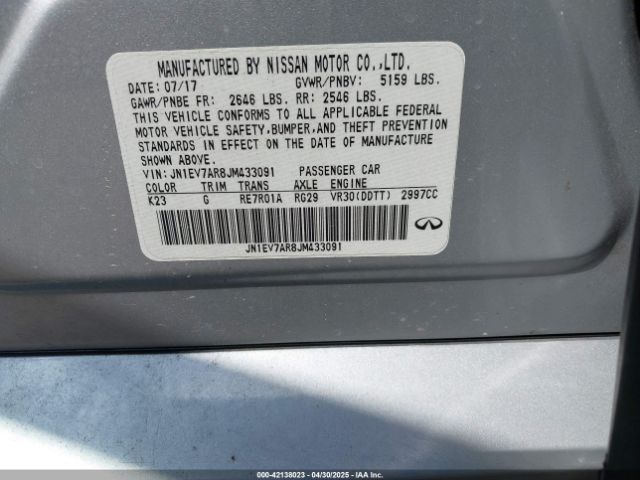 MANUFACTURED BY NISSAN MOTOR CO.,LTD.
DATE: 07/17 GVWR/PNBV: 5159 LBS.
GAWR/PNBE FR: 2646 LBS. RR: 2546 LBS.
THIS VEHICLE CONFORMS TO ALL APPLICABLE FEDERAL
MOTOR VEHICLE SAFETY,BUMPER,AND THEFT PREVENTION
STANDARDS IN EFFECT ON THE DATE OF MANUFACTURE
SHOWN ABOVE.
VIN: JN1EV7AR8JM433091 PASSENGER CAR
COLOR TRIM TRANS AXLE ENGINE
K23 G RE7R01A RG29 VR30(DDTT) 2997CC
JN1EV7AR8JM433091
000-42138023 - 04/30/2025 - IAAI.COM